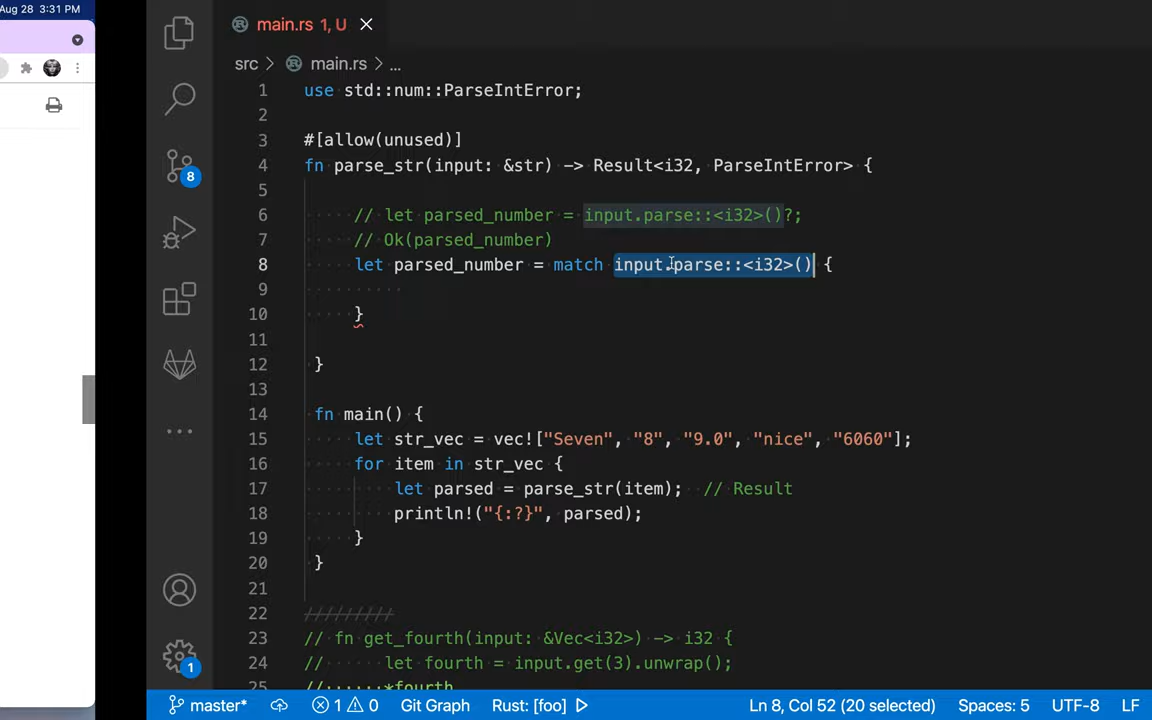 Aug 28 3:31 PM
main.rs 1, U
src > main.rs > ...
1 use std::num::ParseIntError;
2
3 #[allow(unused)]
4 fn parse_str(input: &str) -> Result<i32, ParseIntError> {
5
6 // let parsed_number = input.parse::<i32>()?;
7 // Ok(parsed_number)
8 let parsed_number = match input.parse::<i32>() {
9
10 }
11
12 }
13
14 fn main() {
15 let str_vec = vec!["Seven", "8", "9.0", "nice", "6060"];
16 for item in str_vec {
17 let parsed = parse_str(item); // Result
18 println!("{:?}", parsed);
19 }
20 }
21
22 /////////
23 // fn get_fourth(input: &Vec<i32>) -> i32 {
24 // let fourth = input.get(3).unwrap();
25 // *fourth
8
1
master* 1 0 Git Graph Rust: [foo] Ln 8, Col 52 (20 selected) Spaces: 5 UTF-8 LF